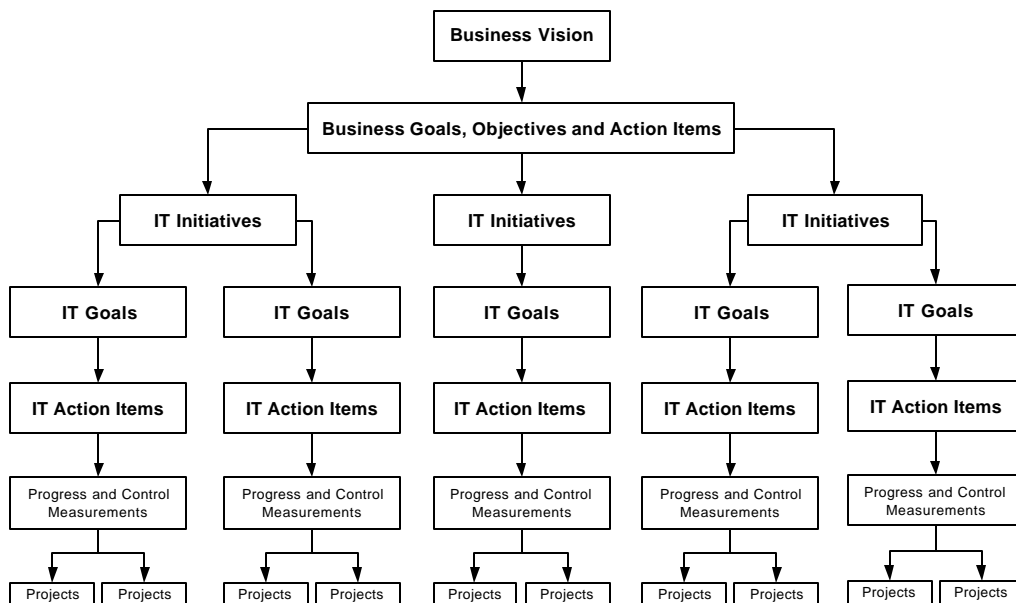 Business Vision
Business Goals, Objectives and Action Items
IT Initiatives
IT Initiatives
IT Initiatives
IT Goals
IT Goals
IT Goals
IT Goals
IT Goals
IT Action Items
IT Action Items
IT Action Items
IT Action Items
IT Action Items
Progress and Control
Measurements
Progress and Control
Measurements
Progress and Control
Measurements
Progress and Control
Measurements
Progress and Control
Measurements
Projects
Projects
Projects
Projects
Projects
Projects
Projects
Projects
Projects
Projects